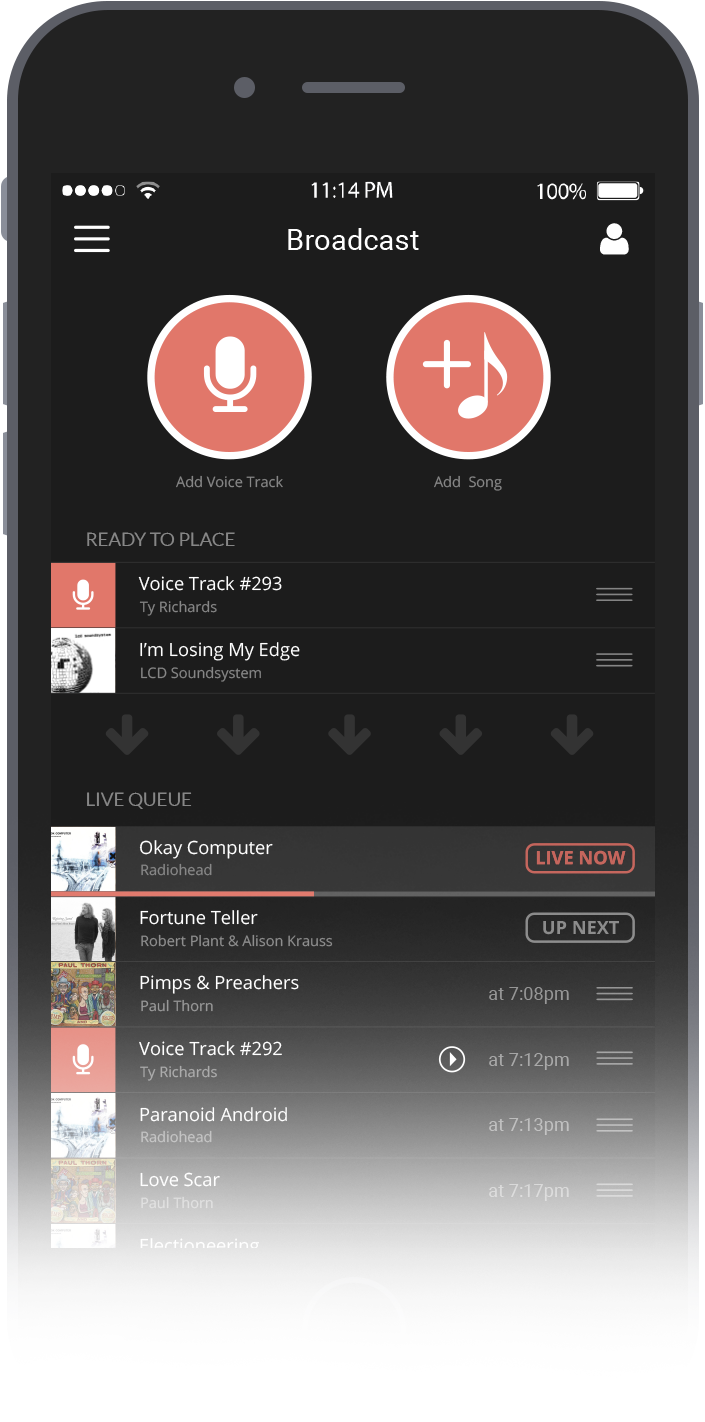 11:14 PM 100%
Broadcast
Add Voice Track Add Song
READY TO PLACE
Voice Track #293
Ty Richards
LCD Soundsystem
I’m Losing My Edge
LCD Soundsystem
LIVE QUEUE
Okay Computer
Radiohead
LIVE NOW
Fortune Teller
Robert Plant & Alison Krauss
UP NEXT
PAUL THORN
Pimps & Preachers
Paul Thorn
at 7:08pm
Voice Track #292
Ty Richards
at 7:12pm
Paranoid Android
Radiohead
at 7:13pm
PAUL THORN
Love Scar
Paul Thorn
at 7:17pm
Electioneering